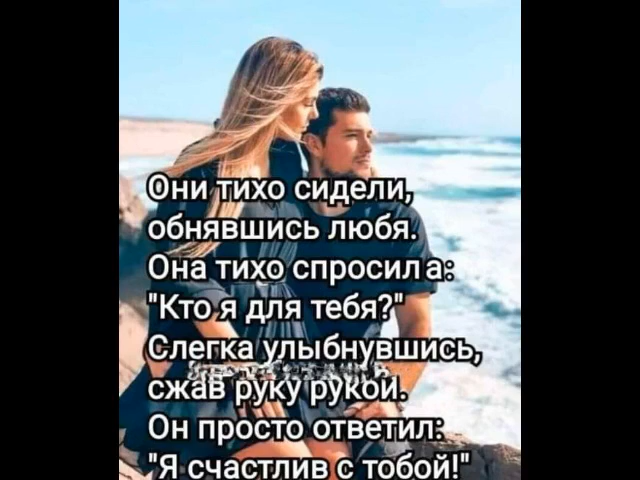 Они тихо сидели,
обнявшись любя.
Она тихо спросила:
"Кто я для тебя?"
Слегка улыбнувшись,
сжав руку рукой.
Он просто ответил:
"Я счастлив с тобой!"